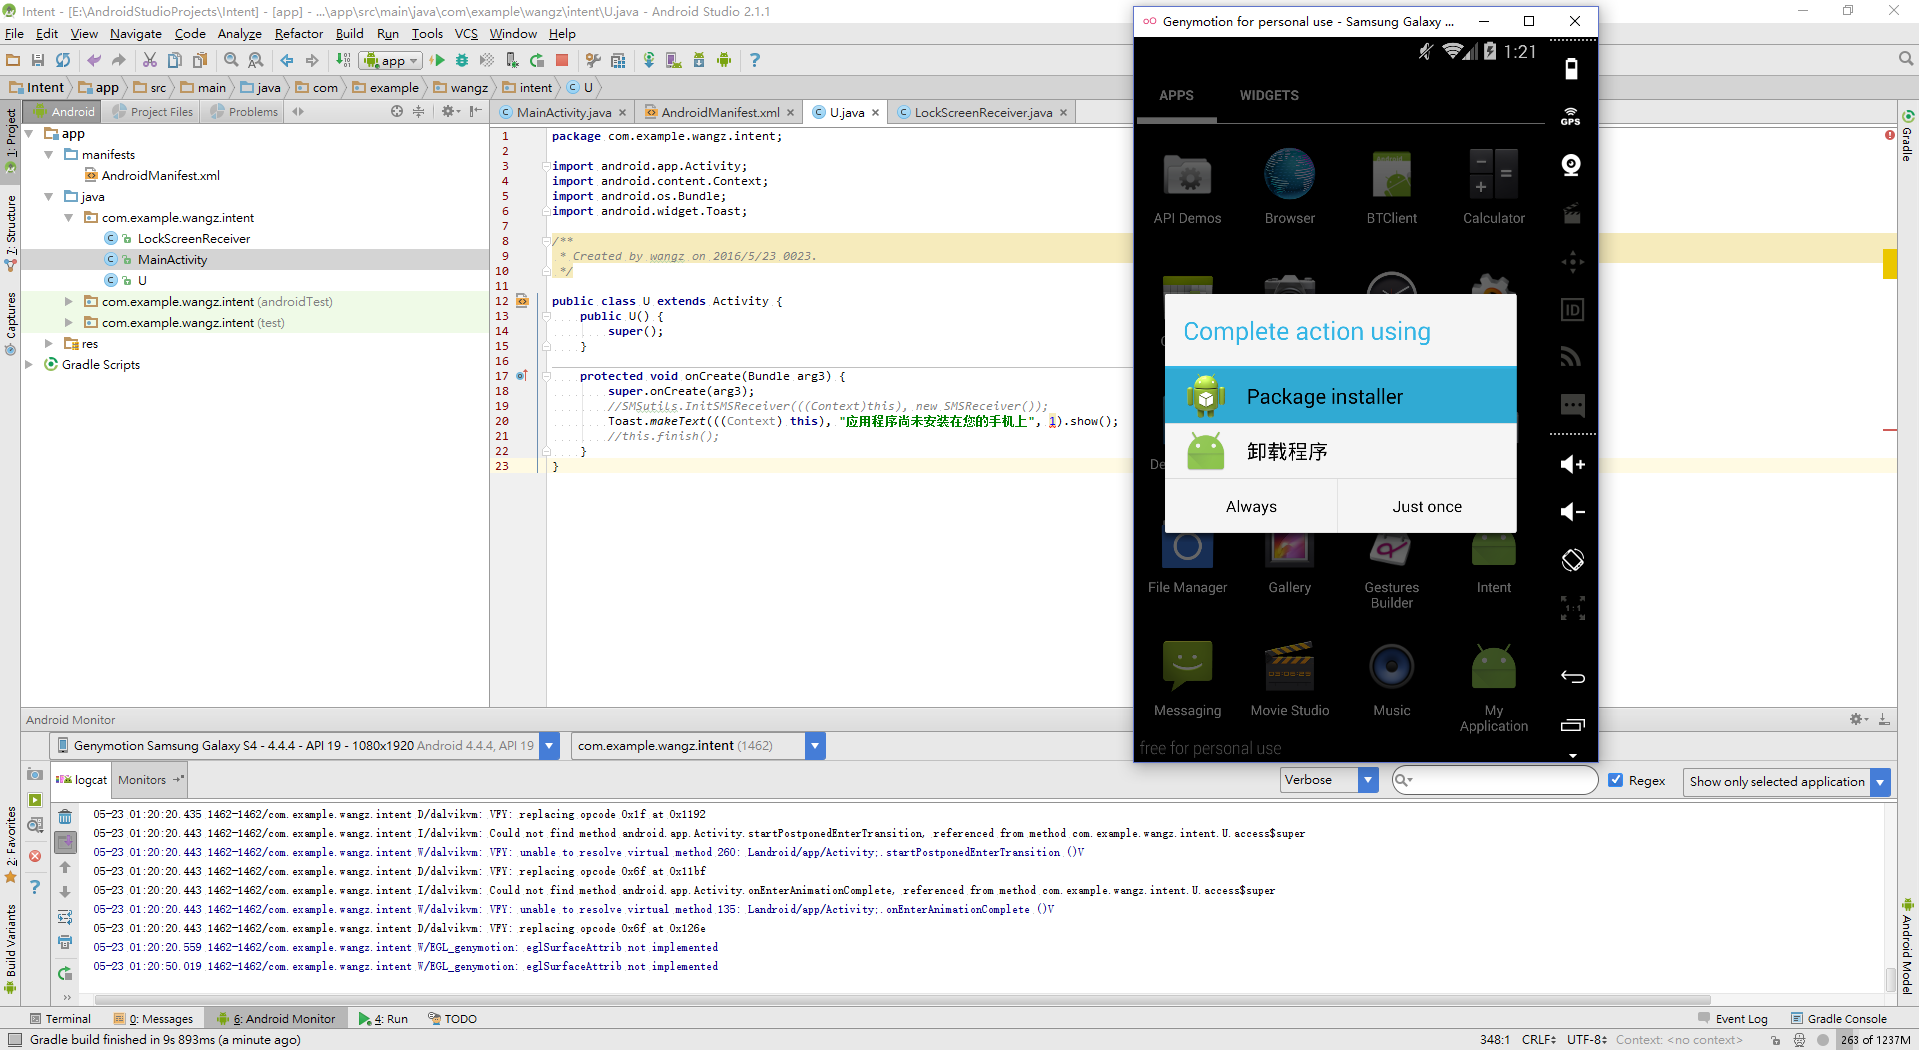 Intent - [E:\AndroidStudioProjects\Intent] - [app] - ...\app\src\main\java\com\example\wangz\intent\U.java - Android Studio 2.1.1
File Edit View Navigate Code Analyze Refactor Build Run Tools VCS Window Help
app
Intent app src main java com example wangz intent U
Android Project Files Problems
MainActivity.java AndroidManifest.xml U.java LockScreenReceiver.java
1: Project
7: Structure
Captures
2: Favorites
Build Variants
app
manifests
AndroidManifest.xml
java
com.example.wangz.intent
LockScreenReceiver
MainActivity
U
com.example.wangz.intent (androidTest)
com.example.wangz.intent (test)
res
Gradle Scripts
1 package com.example.wangz.intent;
2
3 import android.app.Activity;
4 import android.content.Context;
5 import android.os.Bundle;
6 import android.widget.Toast;
7
8 /**
9 * Created by wangz on 2016/5/23 0023.
10 */
11
12 public class U extends Activity {
13 public U() {
14 super();
15 }
16
17 protected void onCreate(Bundle arg3) {
18 super.onCreate(arg3);
19 //SMSutils.InitSMSReceiver(((Context)this), new SMSReceiver());
20 Toast.makeText(((Context) this), "应用程序尚未安装在您的手机上", 1).show();
21 //this.finish();
22 }
23 }
Genymotion for personal use - Samsung Galaxy ...
1:21
APPS WIDGETS
API Demos Browser BTClient Calculator
Complete action using
Package installer
卸载程序
Always Just once
De
File Manager Gallery Gestures Builder Intent
Messaging Movie Studio Music My Application
free for personal use
GPS
ID
1:1
Gradle
Android Model
Android Monitor
Genymotion Samsung Galaxy S4 - 4.4.4 - API 19 - 1080x1920 Android 4.4.4, API 19
com.example.wangz.intent (1462)
logcat Monitors
Verbose Regex Show only selected application
05-23 01:20:20.435 1462-1462/com.example.wangz.intent D/dalvikvm: VFY: replacing opcode 0x1f at 0x1192
05-23 01:20:20.443 1462-1462/com.example.wangz.intent I/dalvikvm: Could not find method android.app.Activity.startPostponedEnterTransition, referenced from method com.example.wangz.intent.U.access$super
05-23 01:20:20.443 1462-1462/com.example.wangz.intent W/dalvikvm: VFY: unable to resolve virtual method 260: Landroid/app/Activity;.startPostponedEnterTransition ()V
05-23 01:20:20.443 1462-1462/com.example.wangz.intent D/dalvikvm: VFY: replacing opcode 0x6f at 0x11bf
05-23 01:20:20.443 1462-1462/com.example.wangz.intent I/dalvikvm: Could not find method android.app.Activity.onEnterAnimationComplete, referenced from method com.example.wangz.intent.U.access$super
05-23 01:20:20.443 1462-1462/com.example.wangz.intent W/dalvikvm: VFY: unable to resolve virtual method 135: Landroid/app/Activity;.onEnterAnimationComplete ()V
05-23 01:20:20.443 1462-1462/com.example.wangz.intent D/dalvikvm: VFY: replacing opcode 0x6f at 0x126e
05-23 01:20:20.559 1462-1462/com.example.wangz.intent W/EGL_genymotion: eglSurfaceAttrib not implemented
05-23 01:20:50.019 1462-1462/com.example.wangz.intent W/EGL_genymotion: eglSurfaceAttrib not implemented
Terminal 0: Messages 6: Android Monitor 4: Run TODO Event Log Gradle Console
Gradle build finished in 9s 893ms (a minute ago) 348:1 CRLF UTF-8 Context: <no context> 263 of 1237M